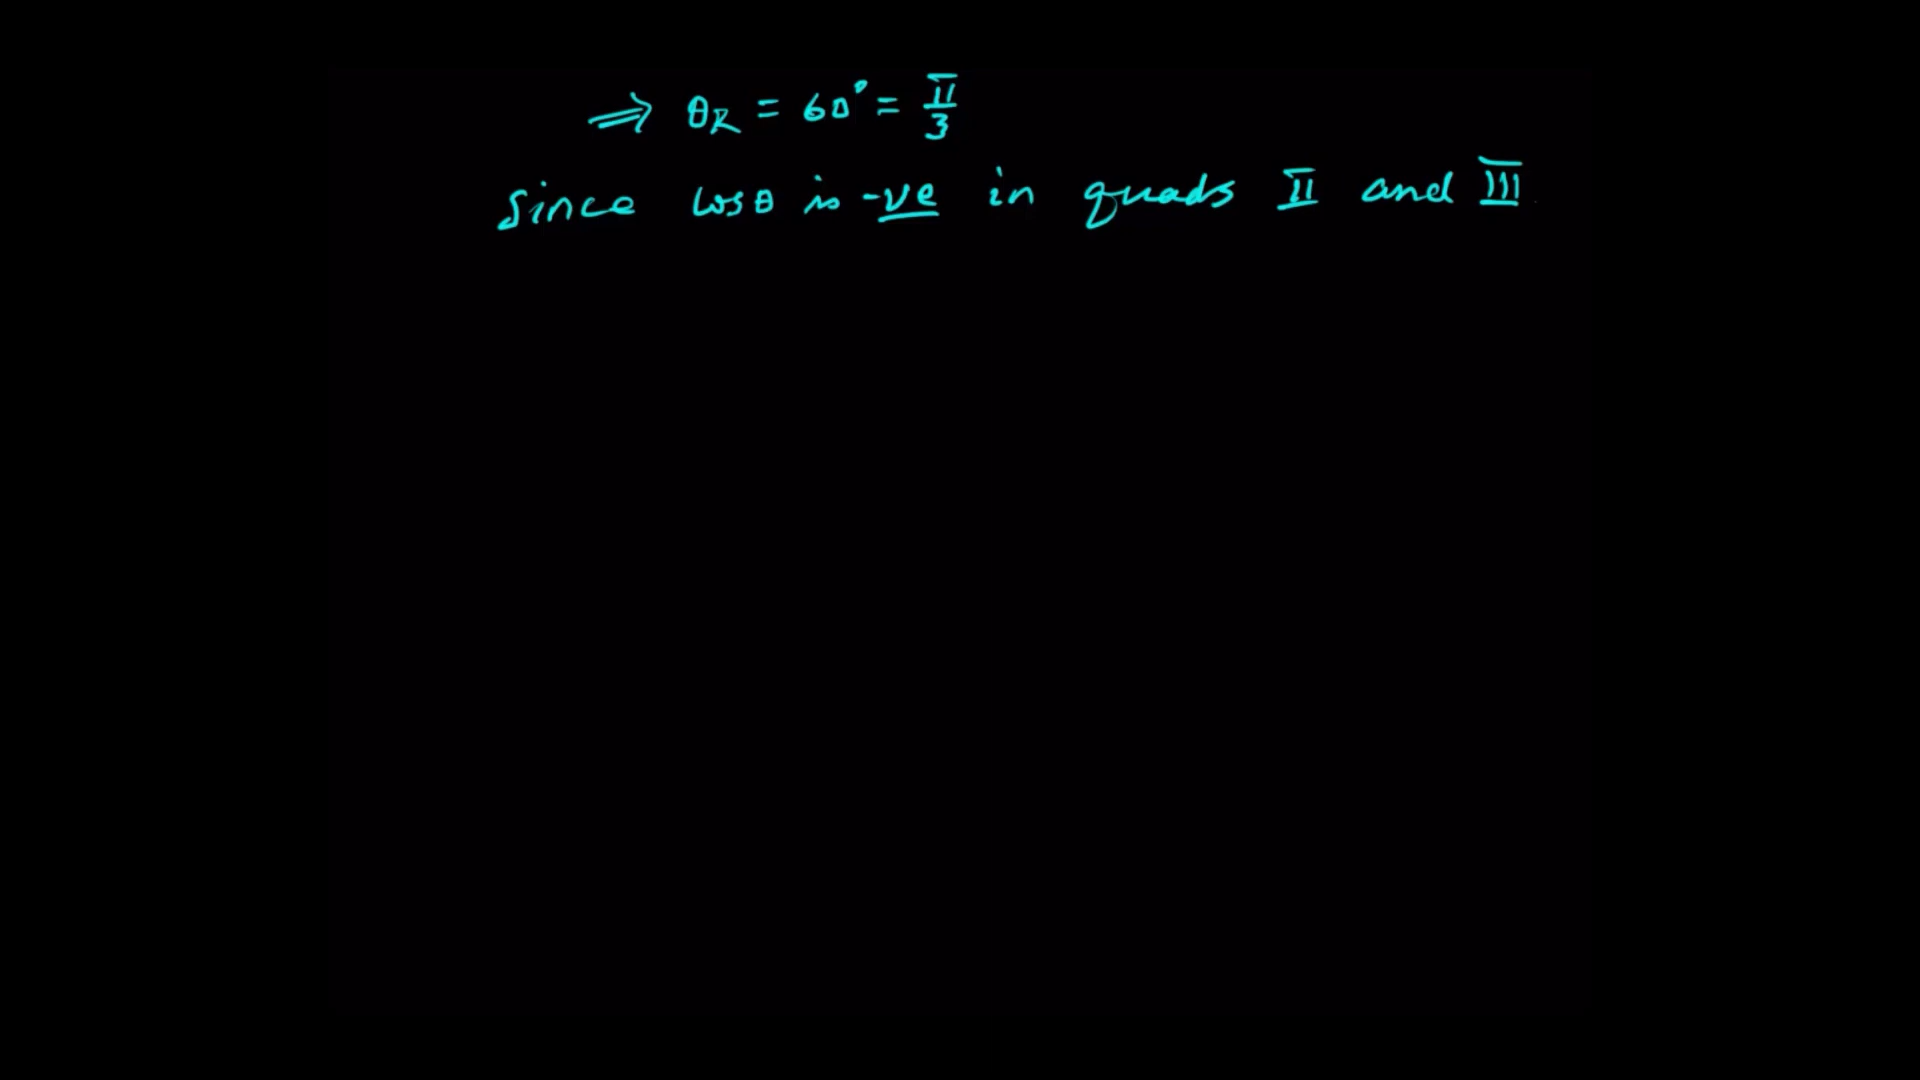 ⇒ θR = 60° = π/3
Since cosθ is -ve in quads II and III